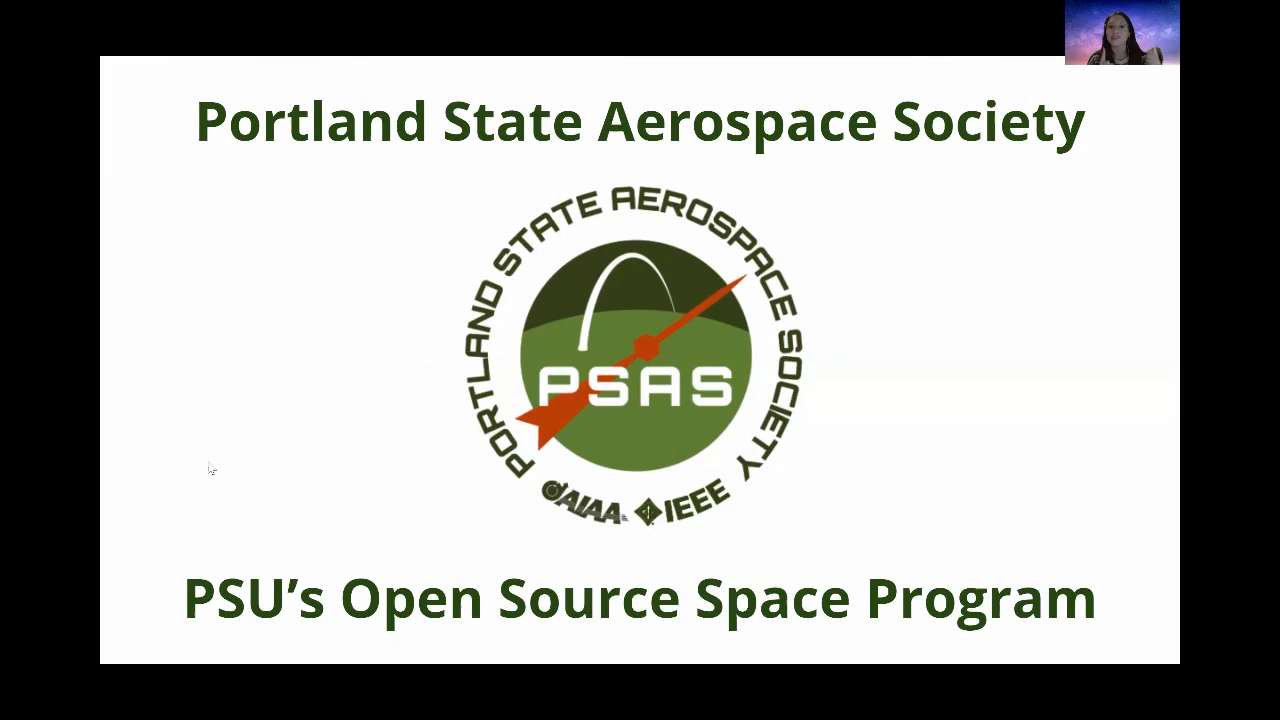 Portland State Aerospace Society
PORTLAND STATE AEROSPACE SOCIETY
PSAS
AIAA IEEE
PSU’s Open Source Space Program